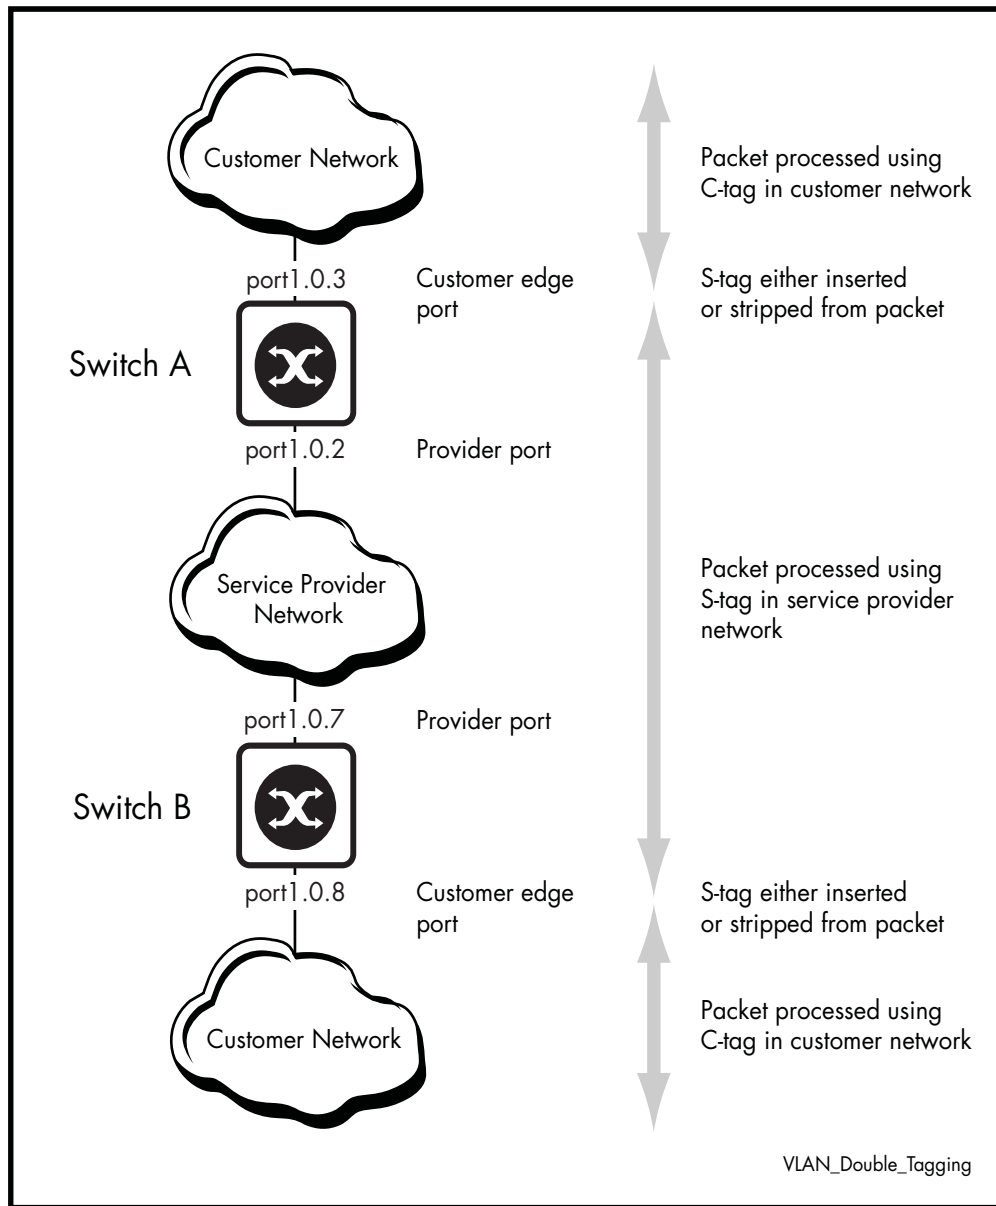 Customer Network
Packet processed using
C-tag in customer network
port1.0.3
Customer edge
port
S-tag either inserted
or stripped from packet
Switch A
port1.0.2
Provider port
Service Provider
Network
Packet processed using
S-tag in service provider
network
port1.0.7
Provider port
Switch B
port1.0.8
Customer edge
port
S-tag either inserted
or stripped from packet
Customer Network
Packet processed using
C-tag in customer network
VLAN_Double_Tagging